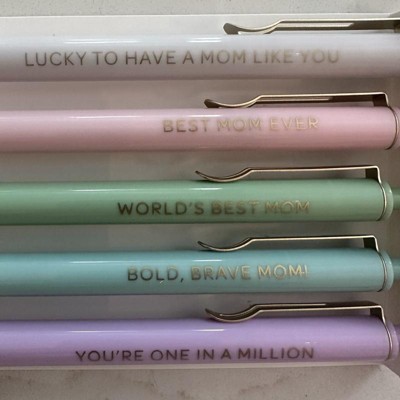 LUCKY TO HAVE A MOM LIKE YOU
BEST MOM EVER
WORLD'S BEST MOM
BOLD, BRAVE MOM!
YOU'RE ONE IN A MILLION